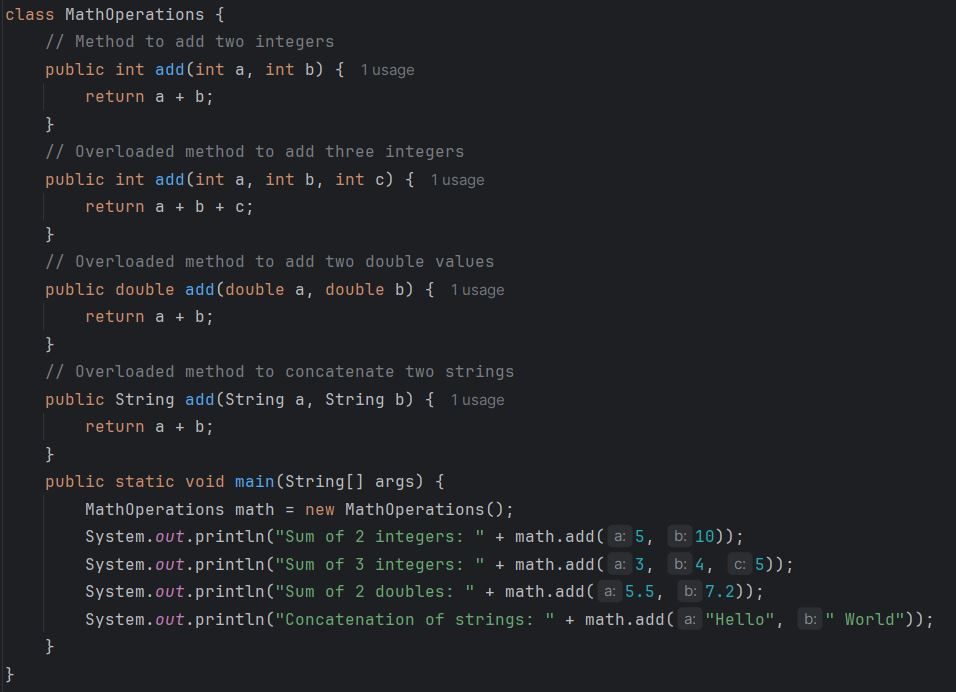 class MathOperations {
    // Method to add two integers
    public int add(int a, int b) {  1 usage
        return a + b;
    }
    // Overloaded method to add three integers
    public int add(int a, int b, int c) {  1 usage
        return a + b + c;
    }
    // Overloaded method to add two double values
    public double add(double a, double b) {  1 usage
        return a + b;
    }
    // Overloaded method to concatenate two strings
    public String add(String a, String b) {  1 usage
        return a + b;
    }
    public static void main(String[] args) {
        MathOperations math = new MathOperations();
        System.out.println("Sum of 2 integers: " + math.add( a: 5,  b: 10));
        System.out.println("Sum of 3 integers: " + math.add( a: 3,  b: 4,  c: 5));
        System.out.println("Sum of 2 doubles: " + math.add( a: 5.5,  b: 7.2));
        System.out.println("Concatenation of strings: " + math.add( a: "Hello",  b: " World"));
    }
}